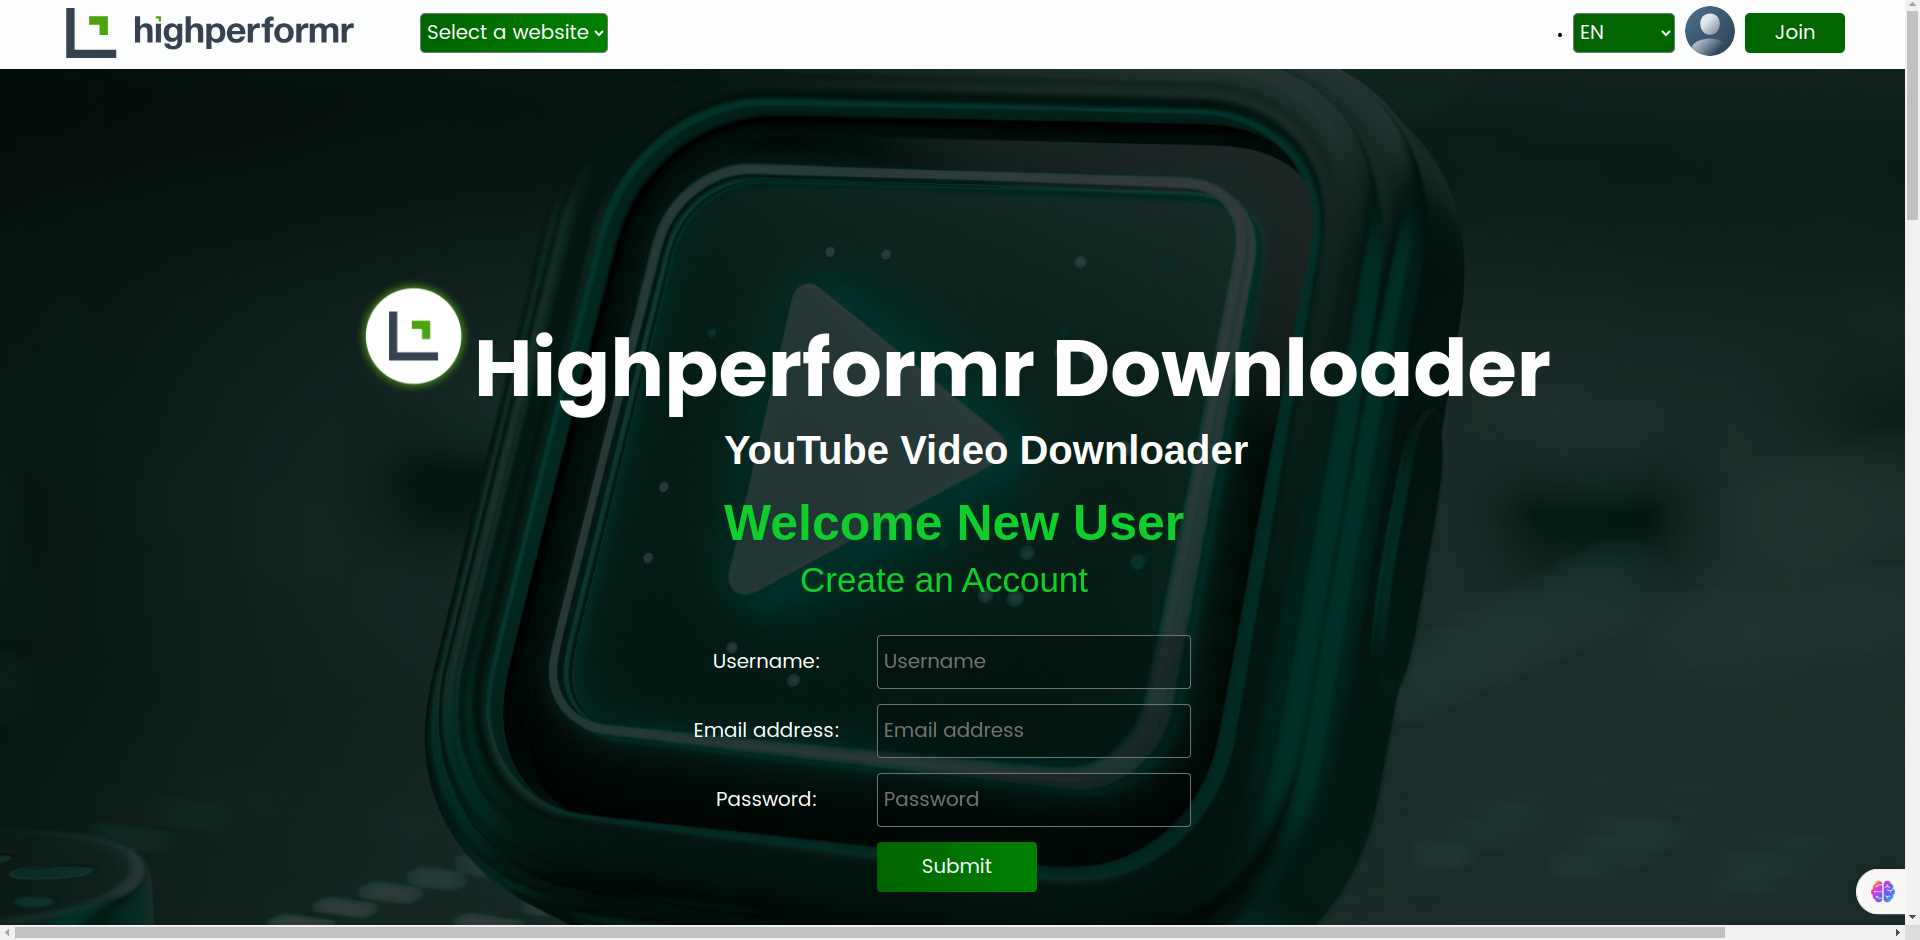 highperformr
Select a website
EN
Join
Highperformr Downloader
YouTube Video Downloader
Welcome New User
Create an Account
Username:
Username
Email address:
Email address
Password:
Password
Submit